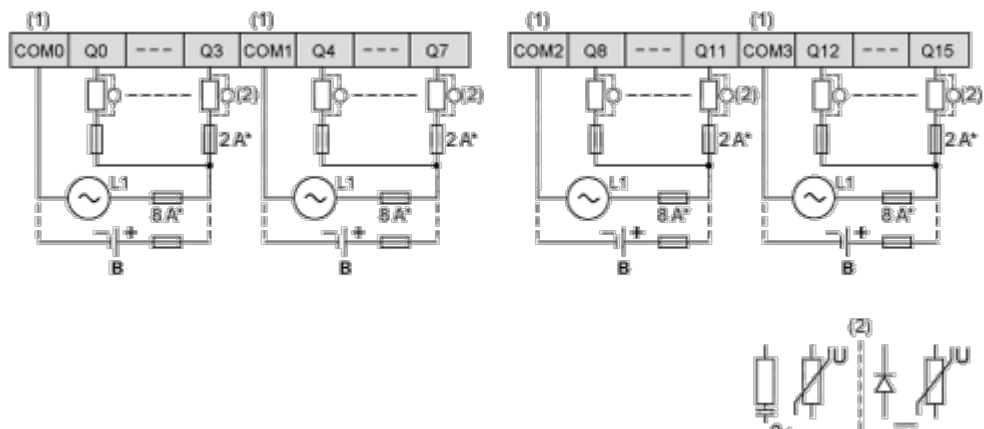 (1) (1) (1) (1)
COM0 Q0 --- Q3 COM1 Q4 --- Q7 COM2 Q8 --- Q11 COM3 Q12 --- Q15
(2) (2) (2) (2)
2 A* 2 A* 2 A* 2 A*
L1 L1 L1 L1
8 A* 8 A* 8 A* 8 A*
+ + + +
B B B B
(2)
U U